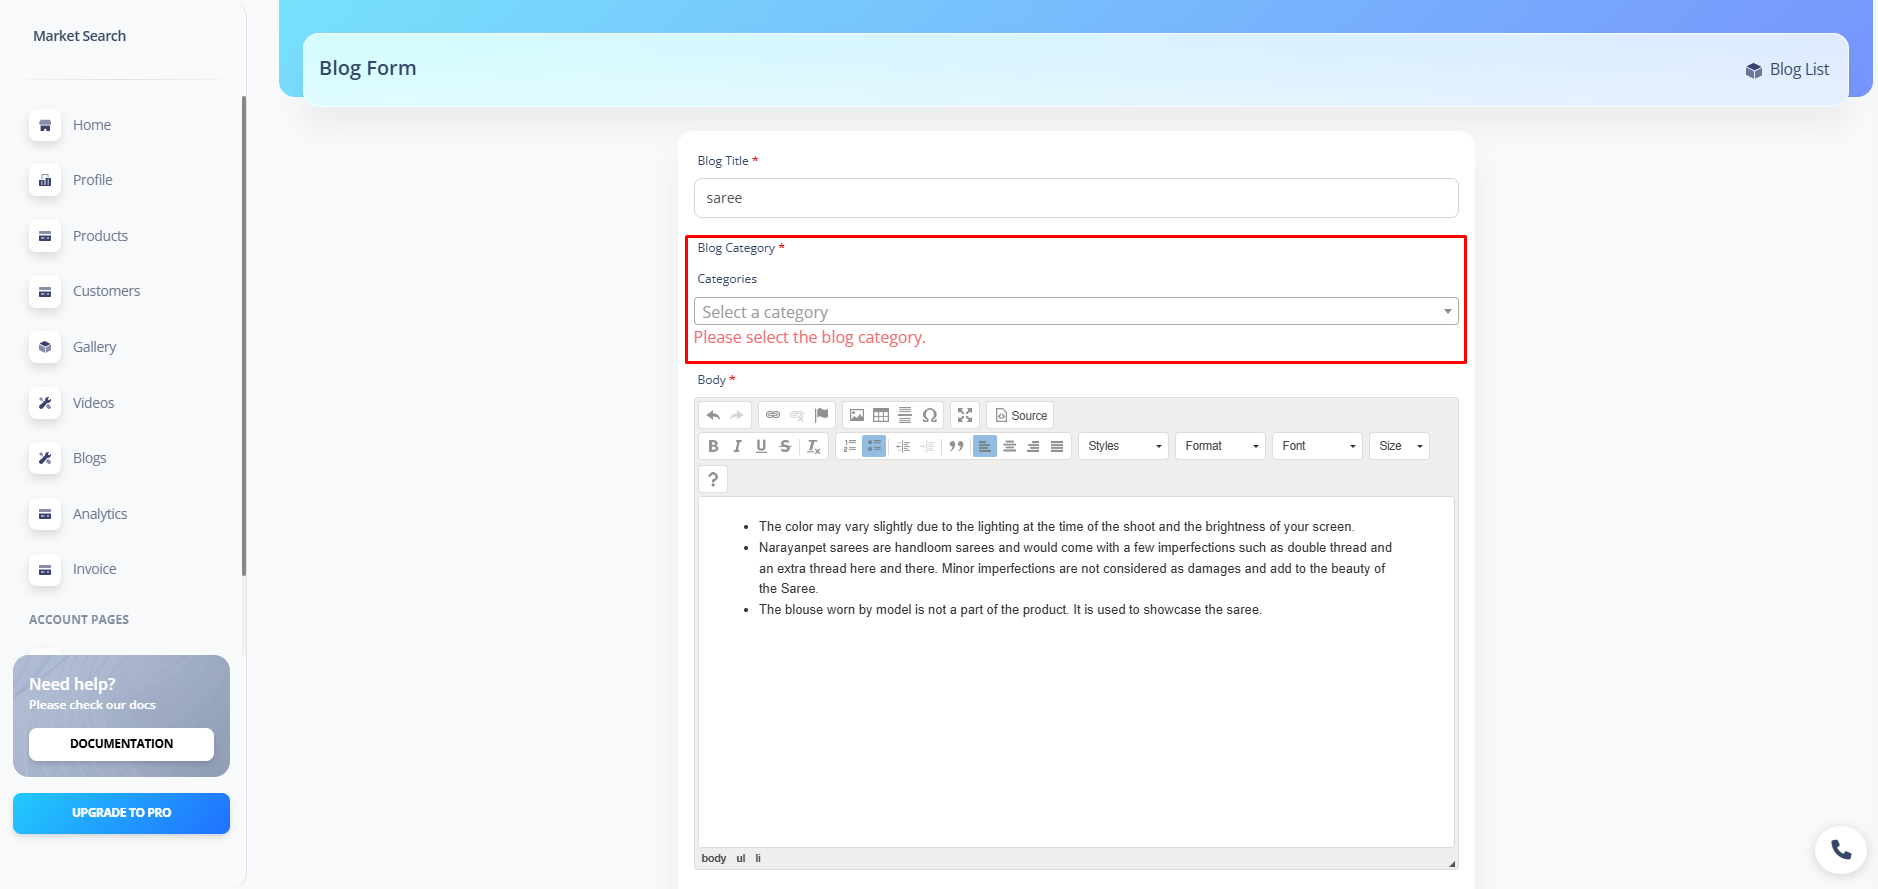 Market Search
Home
Profile
Products
Customers
Gallery
Videos
Blogs
Analytics
Invoice
ACCOUNT PAGES
Need help?
Please check our docs
DOCUMENTATION
UPGRADE TO PRO
Blog Form
Blog List
Blog Title *
saree
Blog Category *
Categories
Select a category
Please select the blog category.
Body *
Source
Styles Format Font Size
?
• The color may vary slightly due to the lighting at the time of the shoot and the brightness of your screen.
• Narayanpet sarees are handloom sarees and would come with a few imperfections such as double thread and
an extra thread here and there. Minor imperfections are not considered as damages and add to the beauty of
the Saree.
• The blouse worn by model is not a part of the product. It is used to showcase the saree.
body ul li